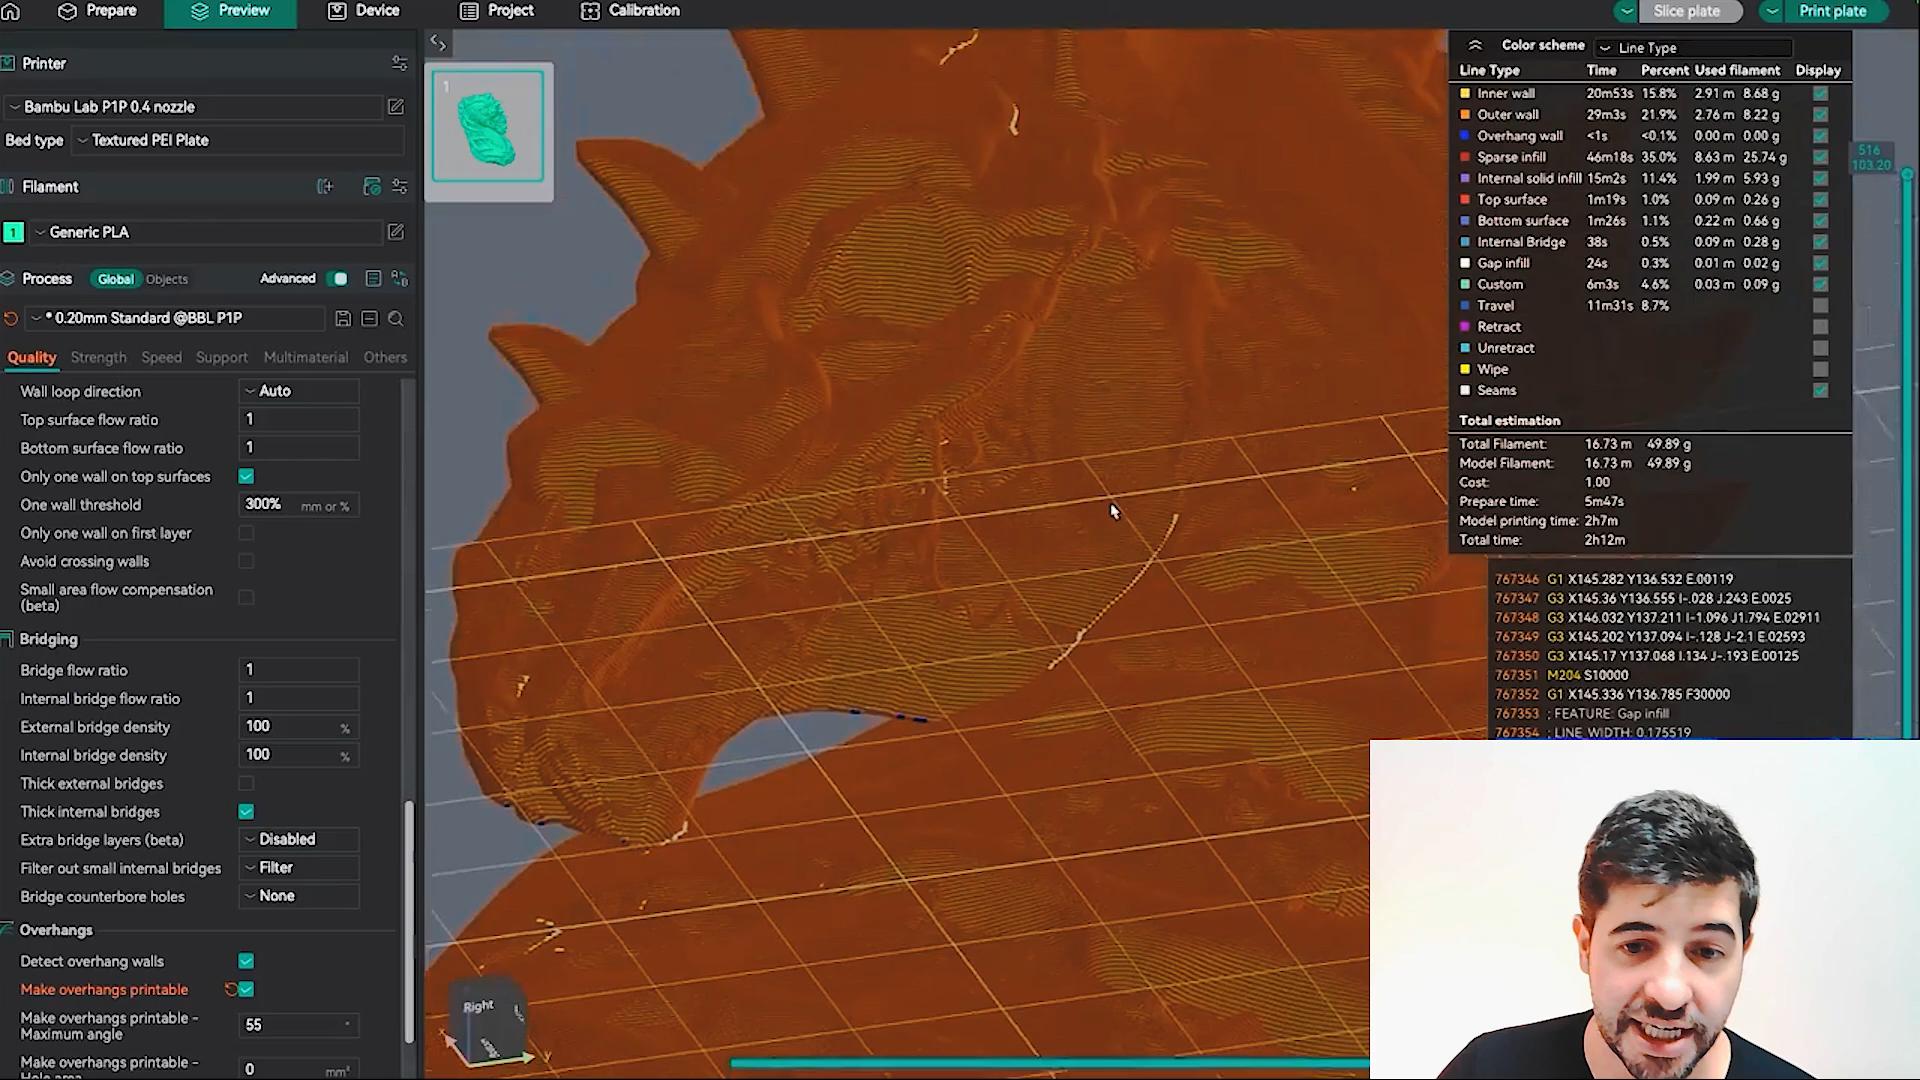 Prepare
Preview
Device
Project
Calibration
Slice plate
Print plate
Printer
Bambu Lab P1P 0.4 nozzle
Bed type
Textured PEI Plate
Filament
1
Generic PLA
Process
Global
Objects
Advanced
* 0.20mm Standard @BBL P1P
Quality
Strength
Speed
Support
Multimaterial
Others
Wall loop direction
Auto
Top surface flow ratio
1
Bottom surface flow ratio
1
Only one wall on top surfaces
One wall threshold
300%
mm or %
Only one wall on first layer
Avoid crossing walls
Small area flow compensation
(beta)
Bridging
Bridge flow ratio
1
Internal bridge flow ratio
1
External bridge density
100
%
Internal bridge density
100
%
Thick external bridges
Thick internal bridges
Extra bridge layers (beta)
Disabled
Filter out small internal bridges
Filter
Bridge counterbore holes
None
Overhangs
Detect overhang walls
Make overhangs printable
Make overhangs printable -
Maximum angle
55
°
Make overhangs printable -
0
mm²
1
Right
Y
Color scheme
Line Type
Line Type Time Percent Used filament Display
Inner wall 20m53s 15.8% 2.91 m 8.68 g
Outer wall 29m3s 21.9% 2.76 m 8.22 g
Overhang wall <1s <0.1% 0.00 m 0.00 g
Sparse infill 46m18s 35.0% 8.63 m 25.74 g
Internal solid infill 15m2s 11.4% 1.99 m 5.93 g
Top surface 1m19s 1.0% 0.09 m 0.26 g
Bottom surface 1m26s 1.1% 0.22 m 0.66 g
Internal Bridge 38s 0.5% 0.09 m 0.28 g
Gap infill 24s 0.3% 0.01 m 0.02 g
Custom 6m3s 4.6% 0.03 m 0.09 g
Travel 11m31s 8.7%
Retract
Unretract
Wipe
Seams
Total estimation
Total Filament: 16.73 m 49.89 g
Model Filament: 16.73 m 49.89 g
Cost: 1.00
Prepare time: 5m47s
Model printing time: 2h7m
Total time: 2h12m
516
103.20
767346 G1 X145.282 Y136.532 E.00119
767347 G3 X145.36 Y136.555 I-.028 J.243 E.0025
767348 G3 X146.032 Y137.211 I-1.096 J1.794 E.02911
767349 G3 X145.202 Y137.094 I-.128 J-2.1 E.02593
767350 G3 X145.17 Y137.068 I.134 J-.193 E.00125
767351 M204 S10000
767352 G1 X145.336 Y136.785 F30000
767353 ; FEATURE: Gap infill
767354 ; LINE_WIDTH: 0.175519